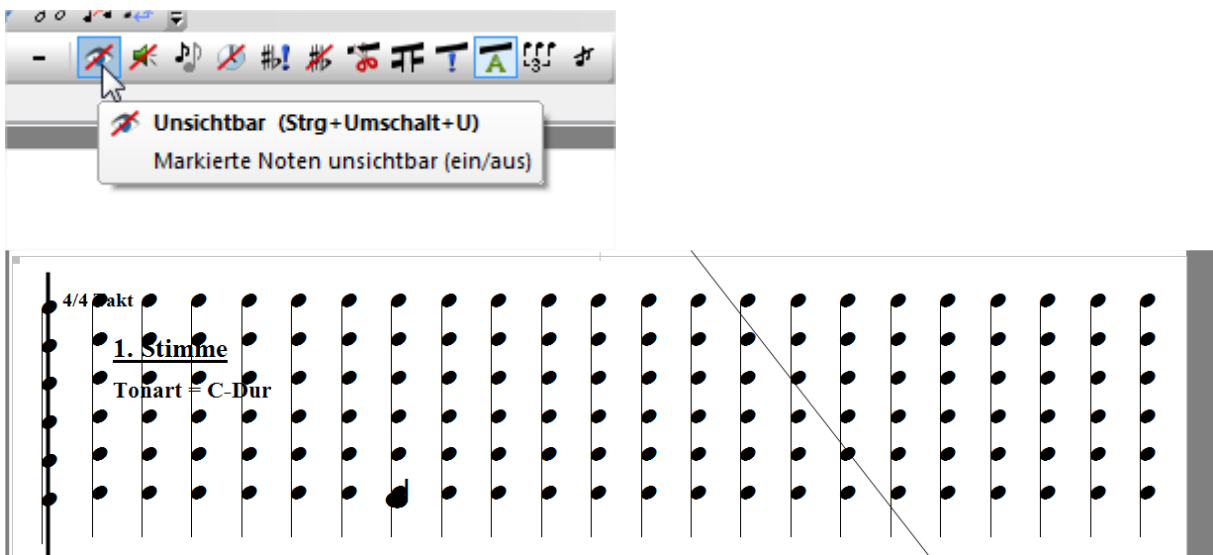 Unsichtbar (Strg+Umschalt+U)
Markierte Noten unsichtbar (ein/aus)
4/4 Takt
1. Stimme
Tonart = C-Dur